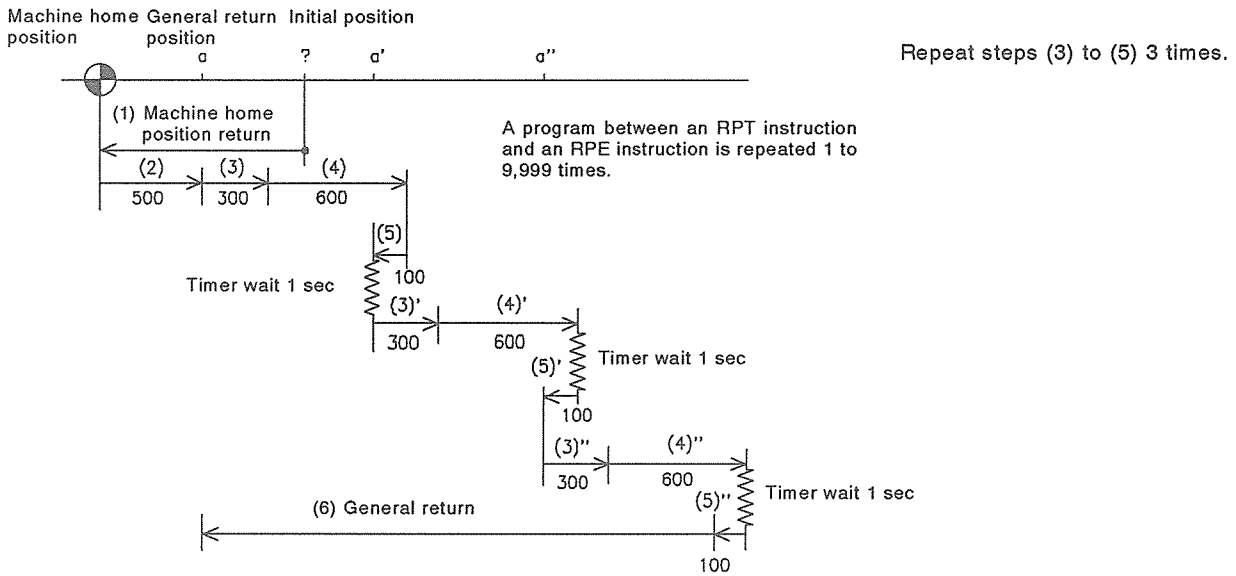 Machine home General return Initial position
position position
a ? a' a''
Repeat steps (3) to (5) 3 times.
(1) Machine home
position return
A program between an RPT instruction
and an RPE instruction is repeated 1 to
9,999 times.
(2) (3) (4)
500 300 600
(5)
100
Timer wait 1 sec
(3)' (4)'
300 600
Timer wait 1 sec
(5)'
100
(3)'' (4)''
300 600
Timer wait 1 sec
(5)''
(6) General return
100